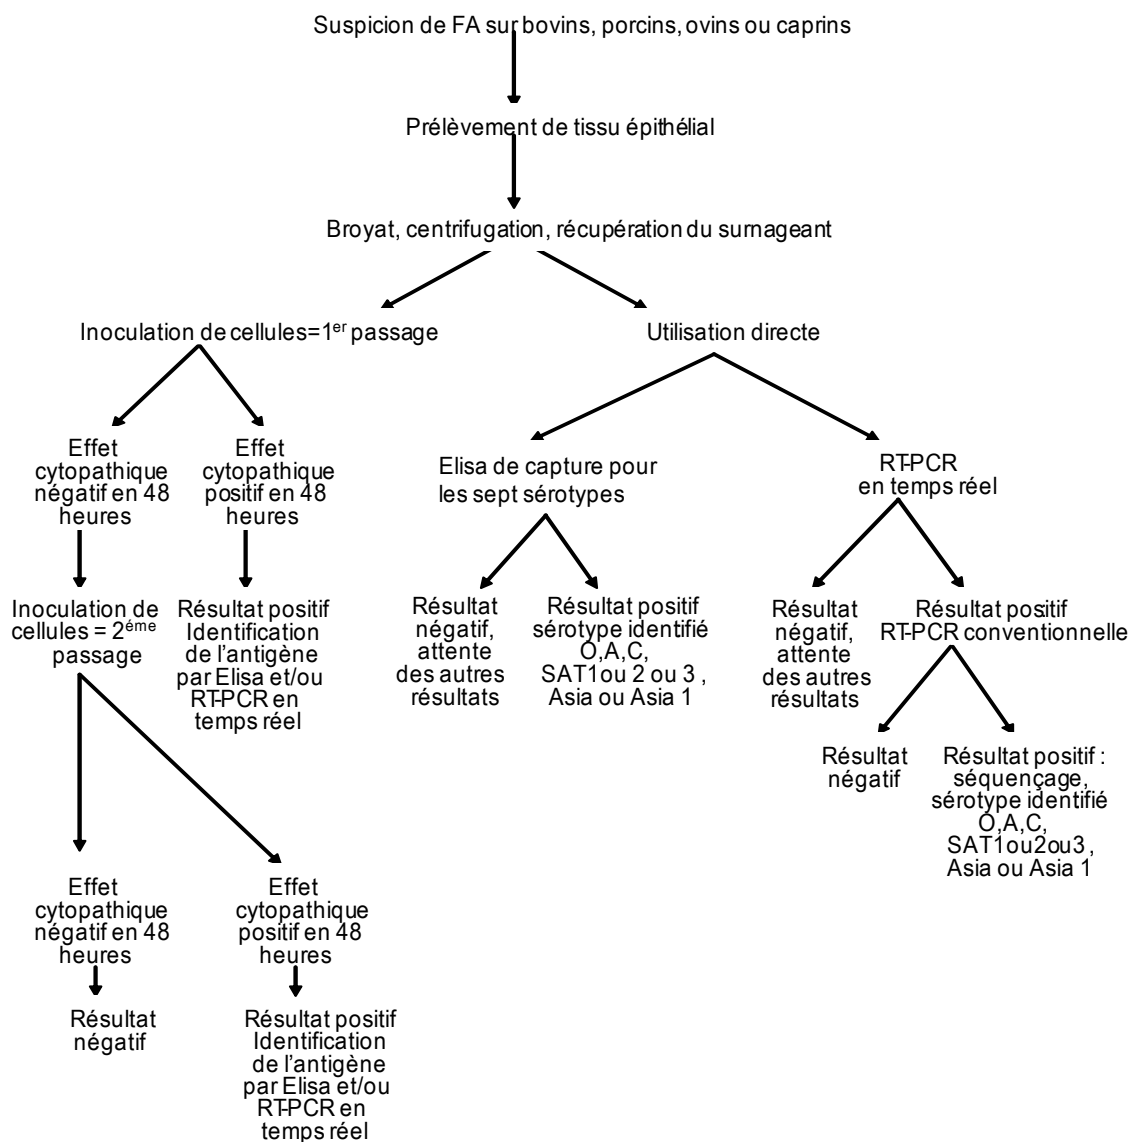 Suspicion de FA sur bovins, porcins, ovins ou caprins
Prélèvement de tissu épithélial
Broyat, centrifugation, récupération du surnageant
Inoculation de cellules=1er passage
Utilisation directe
Effet
cytopathique
négatif en 48
heures
Effet
cytopathique
positif en 48
heures
Elisa de capture pour
les sept sérotypes
RT-PCR
en temps réel
Inoculation de
cellules = 2éme
passage
Résultat positif
Identification
de l'antigène
par Elisa et/ou
RT-PCR en
temps réel
Résultat
négatif,
attente
des autres
résultats
Résultat positif
sérotype identifié
O,A,C,
SAT1ou 2 ou 3 ,
Asia ou Asia 1
Résultat
négatif,
attente
des autres
résultats
Résultat positif
RT-PCR conventionnelle
Résultat
négatif
Résultat positif :
séquençage,
sérotype identifié
O,A,C,
SAT1ou2ou3 ,
Asia ou Asia 1
Effet
cytopathique
négatif en 48
heures
Effet
cytopathique
positif en 48
heures
Résultat
négatif
Résultat positif
Identification
de l'antigène
par Elisa et/ou
RT-PCR en
temps réel